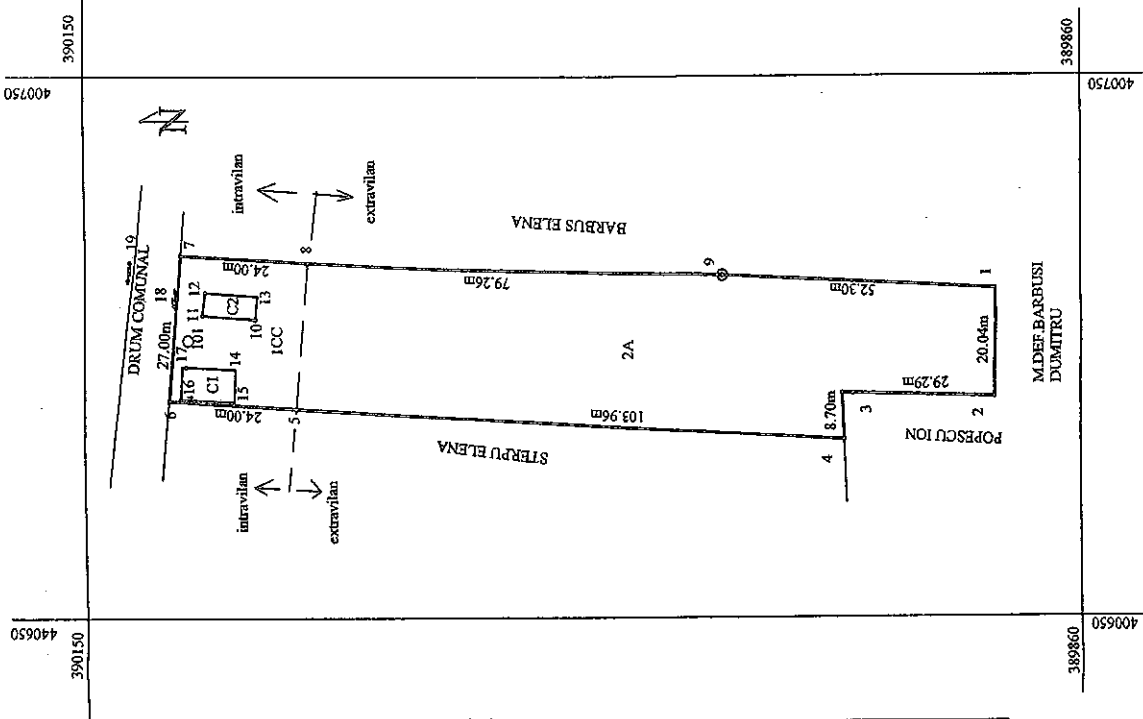 390150
390150
389860
389860
400750
400750
440650
400650
N
DRUM COMUNAL
19
18
27.00m
7
6
17
101
16
11
12
C1
C2
14
15
13
10
1CC
24.00m
24.00m
intravilan
extravilan
intravilan
extravilan
8
5
BARBUS ELENA
STERPU ELENA
79.26m
103.96m
9
2A
52.30m
8.70m
4
3
29.29m
20.04m
1
2
POPESCU ION
M.DEF.BARBUSI
DUMITRU